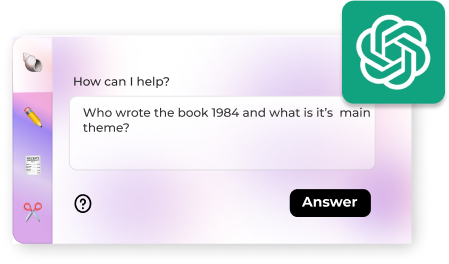 How can I help?
Who wrote the book 1984 and what is it's  main
theme?
Answer